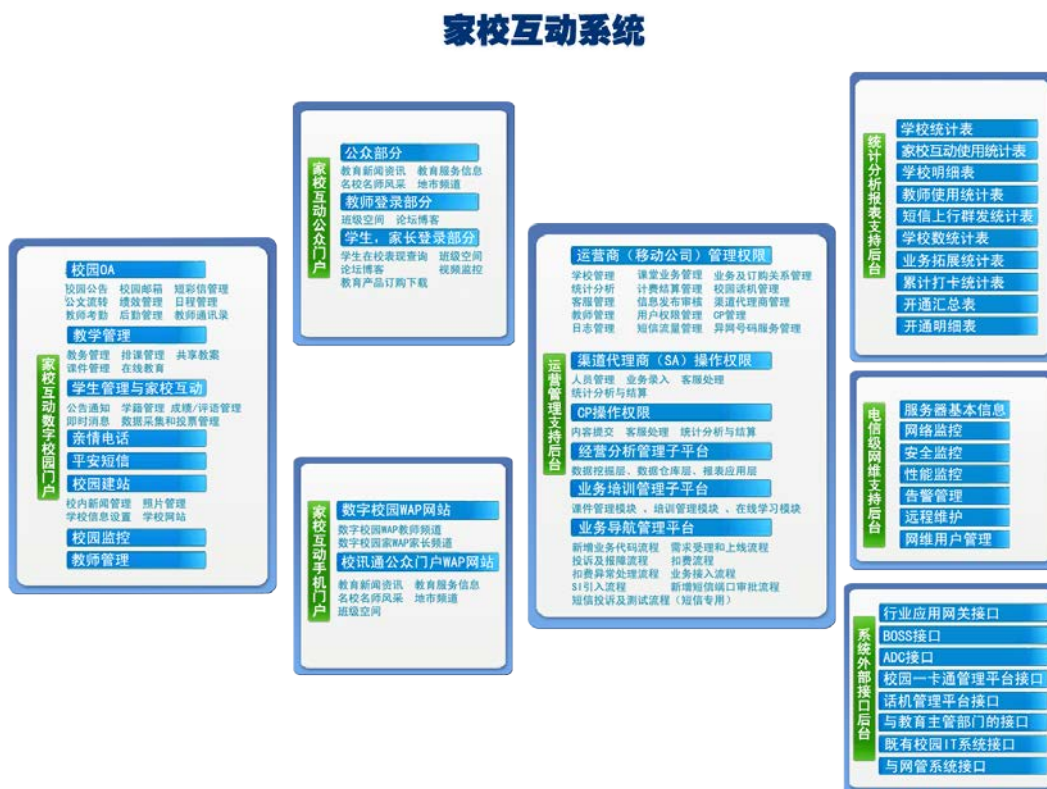 家校互动系统
家校互动数字校园门户
校园OA
校园公告 校园邮箱 短彩信管理
公文流转 绩效管理 日程管理
教师考勤 后勤管理 教师通讯录
教学管理
教务管理 排课管理 共享教案
课件管理 在线教育
学生管理与家校互动
公告通知 学籍管理 成绩/评语管理
即时消息 数据采集和投票管理
亲情电话
平安短信
校园建站
校内新闻管理 照片管理
学校信息设置 学校网站
校园监控
教师管理
家校互动公众门户
公众部分
教育新闻资讯 教育服务信息
名校名师风采 地市频道
教师登录部分
班级空间 论坛博客
学生，家长登录部分
学生在校表现查询 班级空间
论坛博客 视频监控
教育产品订购下载
家校互动手机门户
数字校园WAP网站
数字校园WAP教师频道
数字校园家WAP家长频道
校讯通公众门户WAP网站
教育新闻资讯 教育服务信息
名校名师风采 地市频道
班级空间
运营管理支持后台
运营商（移动公司）管理权限
学校管理 课堂业务管理 业务及订购关系管理
统计分析 计费结算管理 校园话机管理
客服管理 信息发布审核 渠道代理商管理
教师管理 用户权限管理 CP管理
日志管理 短信流量管理 异网号码服务管理
渠道代理商（SA）操作权限
人员管理 业务录入 客服处理
统计分析与结算
CP操作权限
内容提交 客服处理 统计分析与结算
经营分析管理子平台
数据挖掘层、数据仓库层、报表应用层
业务培训管理子平台
课件管理模块 、培训管理模块 、在线学习模块
业务导航管理平台
新增业务代码流程 需求受理和上线流程
投诉及报障流程 扣费流程
扣费异常处理流程 业务接入流程
SI引入流程 新增短信端口审批流程
短信投诉及测试流程（短信专用）
统计分析报表支持后台
学校统计表
家校互动使用统计表
学校明细表
教师使用统计表
短信上行群发统计表
学校数统计表
业务拓展统计表
累计打卡统计表
开通汇总表
开通明细表
电信级网维支持后台
服务器基本信息
网络监控
安全监控
性能监控
告警管理
远程维护
网维用户管理
系统外部接口后台
行业应用网关接口
BOSS接口
ADC接口
校园一卡通管理平台接口
话机管理平台接口
与教育主管部门的接口
既有校园IT系统接口
与网管系统接口